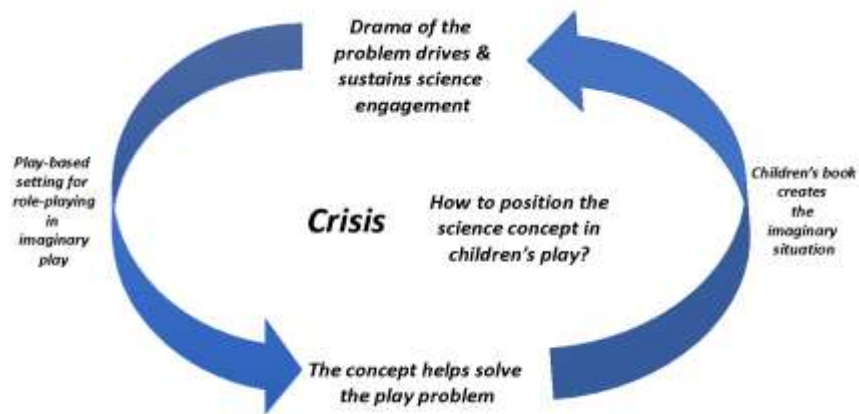 Drama of the
problem drives &
sustains science
engagement
Play-based
setting for
role-playing
in
imaginary
play
Crisis
How to position the
science concept in
children's play?
Children's book
creates
the
imaginary
situation
The concept helps solve
the play problem